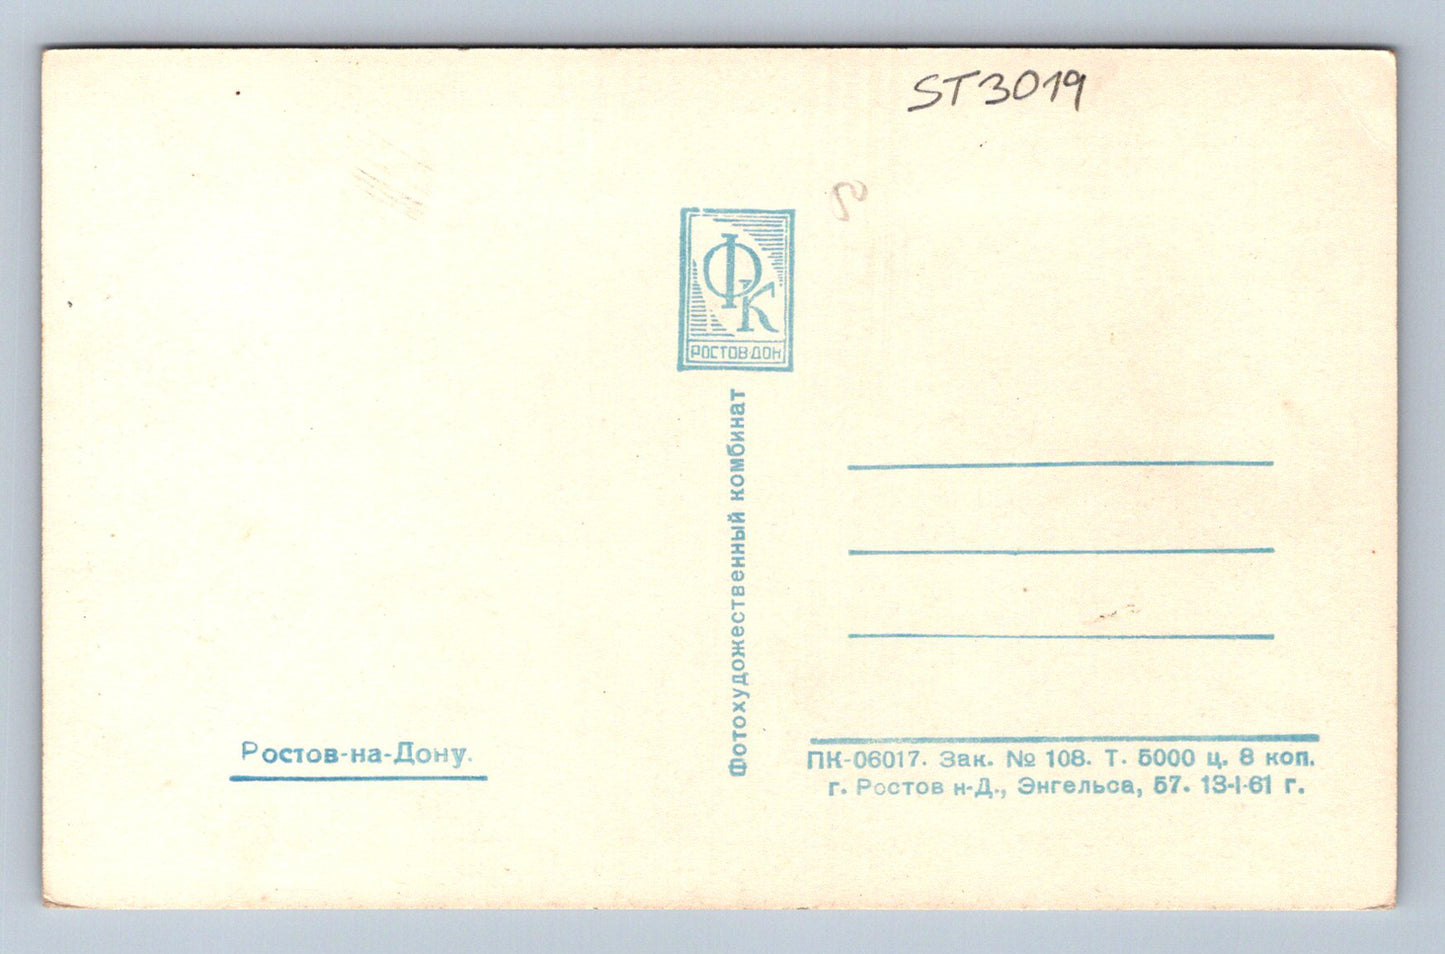 ST3019
ФК
РОСТОВ-ДОН
Фотохудожественный комбинат
Ростов-на-Дону.
ПК-06017. Зак. № 108. Т. 5000 ц. 8 коп.
г. Ростов н-Д., Энгельса, 57. 13-I-61 г.